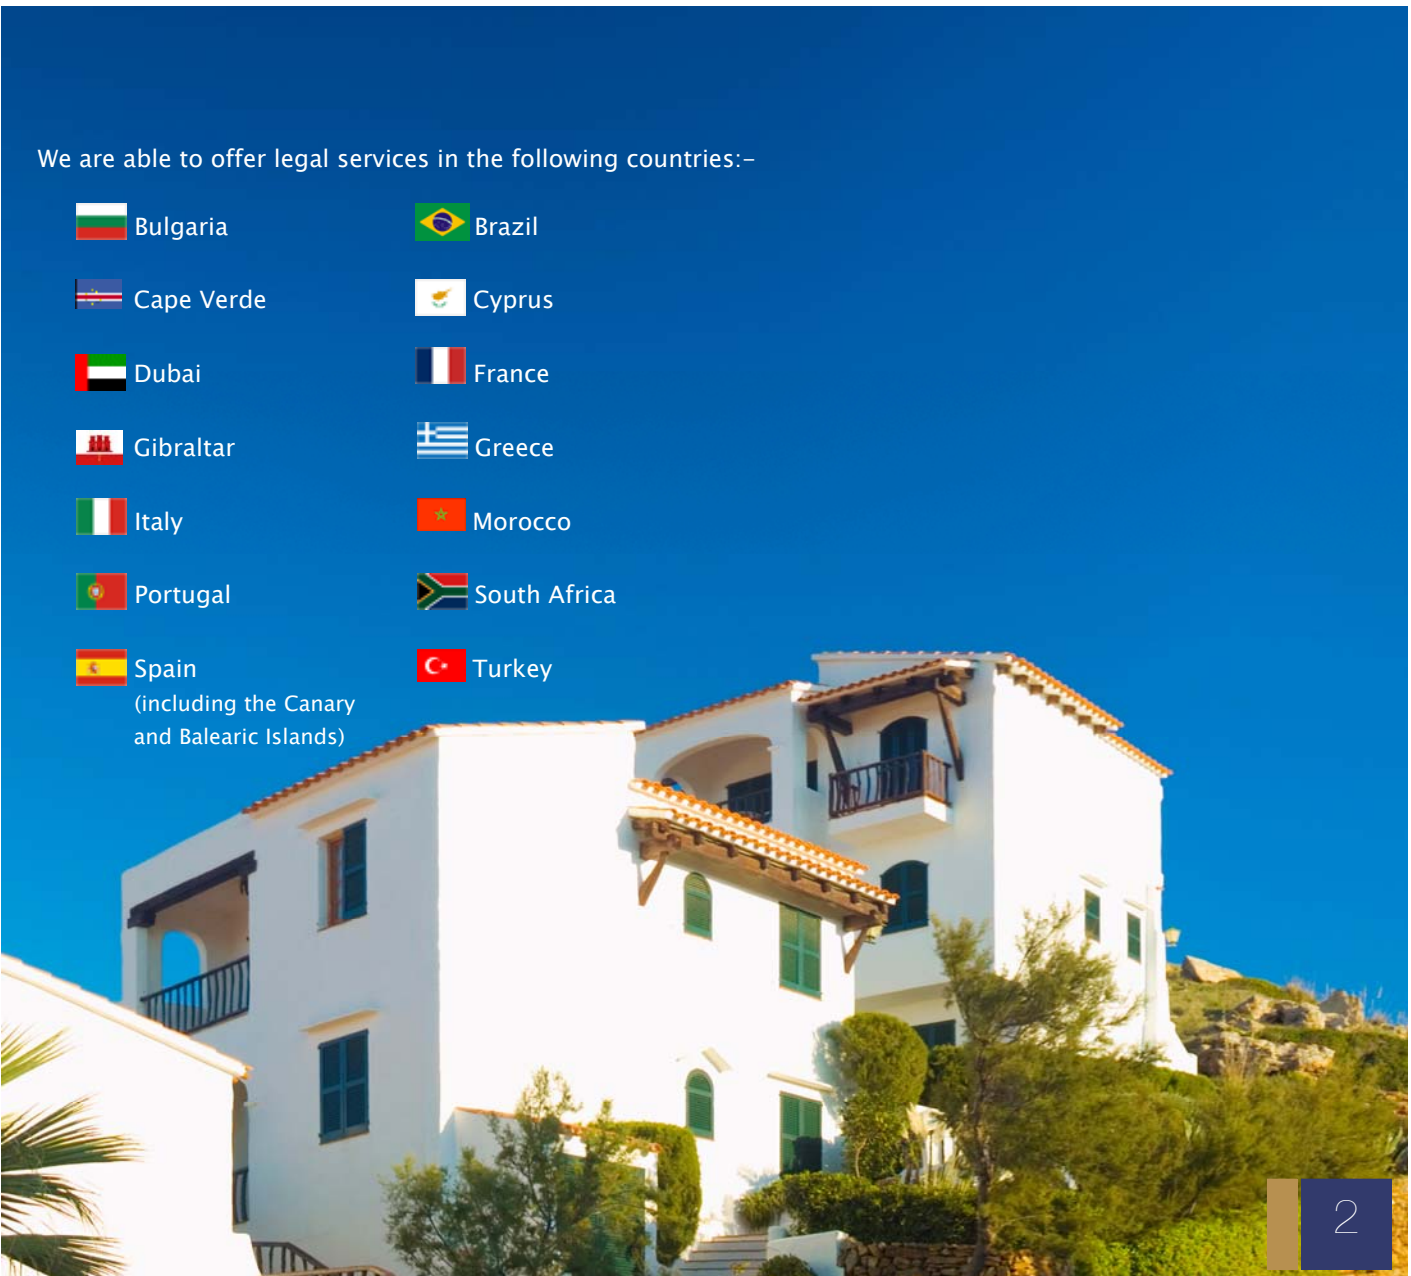 We are able to offer legal services in the following countries:-
Bulgaria
Brazil
Cape Verde
Cyprus
Dubai
France
Gibraltar
Greece
Italy
Morocco
Portugal
South Africa
Spain
Turkey
(including the Canary
and Balearic Islands)
2